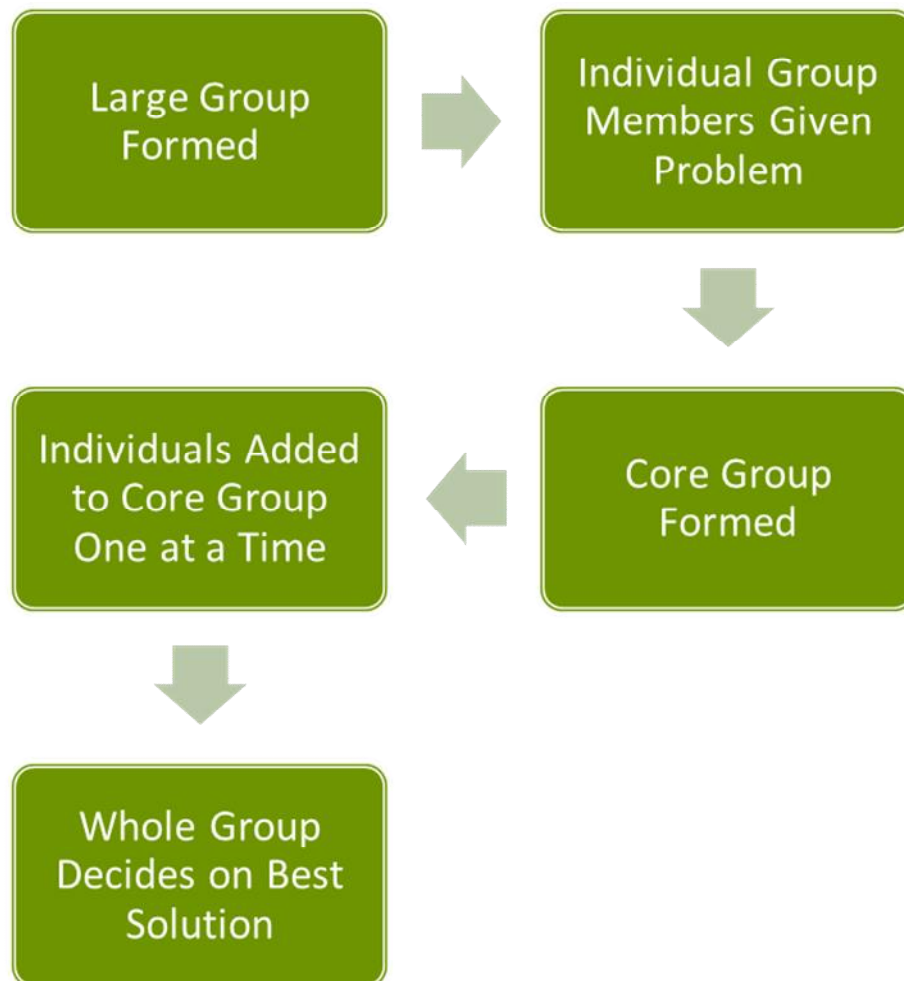 Large Group
Formed
Individual Group
Members Given
Problem
Core Group
Formed
Individuals Added
to Core Group
One at a Time
Whole Group
Decides on Best
Solution